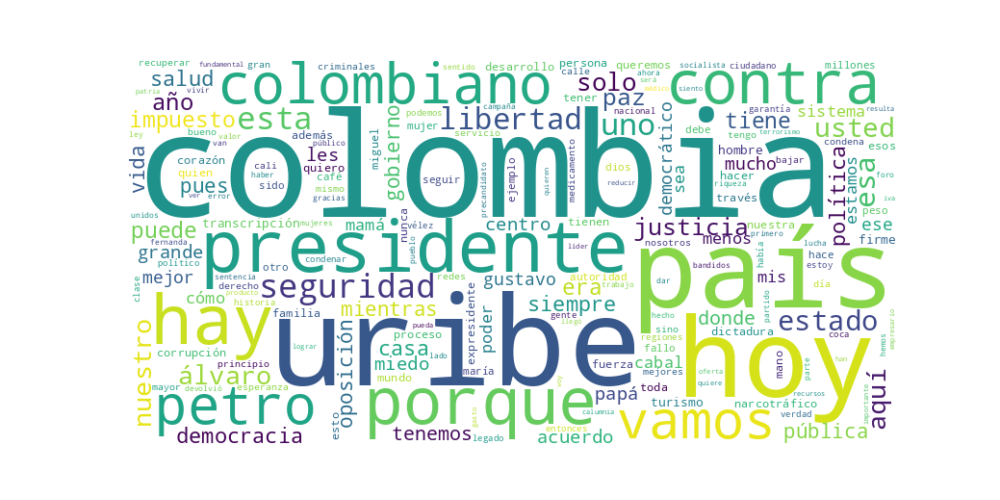 colombia
uribe
país
hoy
presidente
hay
petro
porque
colombiano
contra
vamos
seguridad
libertad
justicia
estado
esta
uno
usted
esa
política
nuestro
álvaro
oposición
democracia
tenemos
impuesto
salud
año
vida
pues
puede
grande
mejor
solo
paz
gobierno
les
tiene
mucho
sistema
democrático
sea
centro
gustavo
siempre
era
mientras
casa
miedo
poder
papá
mamá
acuerdo
cabal
donde
menos
mis
aquí
pública
turismo
dictadura
narcotráfico
estamos
ese
firme
cómo
familia
corrupción
expresidente
maría
transcripción
nunca
recuperar
fundamental
gran
criminales
sentido
desarrollo
persona
queremos
socialista
ciudadano
millones
patria
vivir
calle
ahora
será
siento
médico
tener
campaña
podemos
nacional
garantía
resulta
ley
bueno
valor
además
mujer
servicio
debe
tengo
terrorismo
esos
van
público
miguel
hombre
condena
corazón
quien
cali
haber
sido
quiero
café
mismo
gracias
seguir
precandidato
ejemplo
quieren
medicamento
dios
reducir
través
hacer
riqueza
bajar
foro
iva
ver
error
unidos
mujeres
vélez
pueblo
tienen
nuestra
peso
fernanda
político
otro
sentencia
condenar
líder
nosotros
primero
había
lucha
hace
estoy
bandidos
clase
derecho
producto
historia
redes
autoridad
trabajo
dar
partido
día
empresario
gente
llegó
hecho
regiones
sino
proceso
pueda
lograr
lado
fallo
hemos
coca
han
principio
mundo
fuerza
mejores
toda
mano
parte
oferta
quiere
recursos
importante
mayor
devolvió
esperanza
esto
legado
gusto
voy
calumnia
entonces
verdad